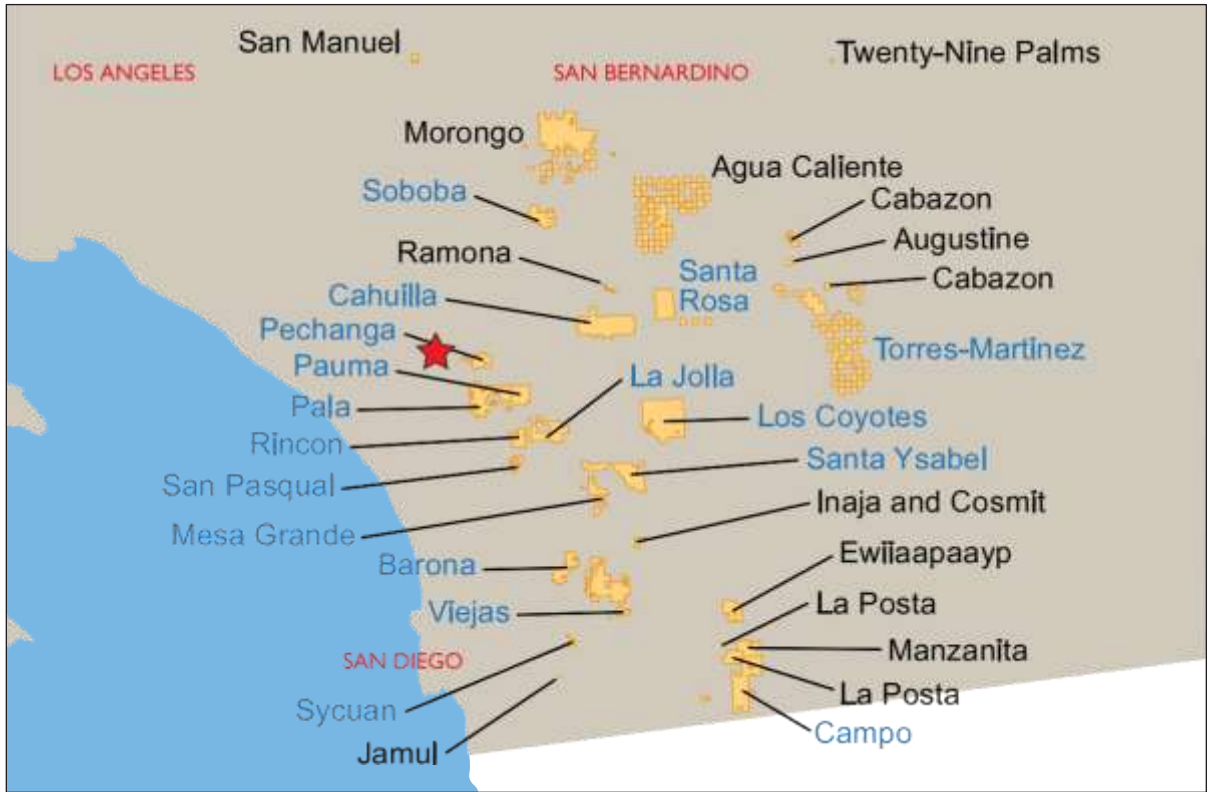 San Manuel
Twenty-Nine Palms
LOS ANGELES
SAN BERNARDINO
Morongo
Agua Caliente
Soboba
Cabazon
Augustine
Ramona
Santa
Rosa
Cabazon
Cahuilla
Pechanga
Torres-Martinez
Pauma
La Jolla
Pala
Los Coyotes
Rincon
Santa Ysabel
San Pasqual
Inaja and Cosmit
Mesa Grande
Ewiiaapaayp
Barona
La Posta
Viejas
Manzanita
SAN DIEGO
La Posta
Sycuan
Campo
Jamul